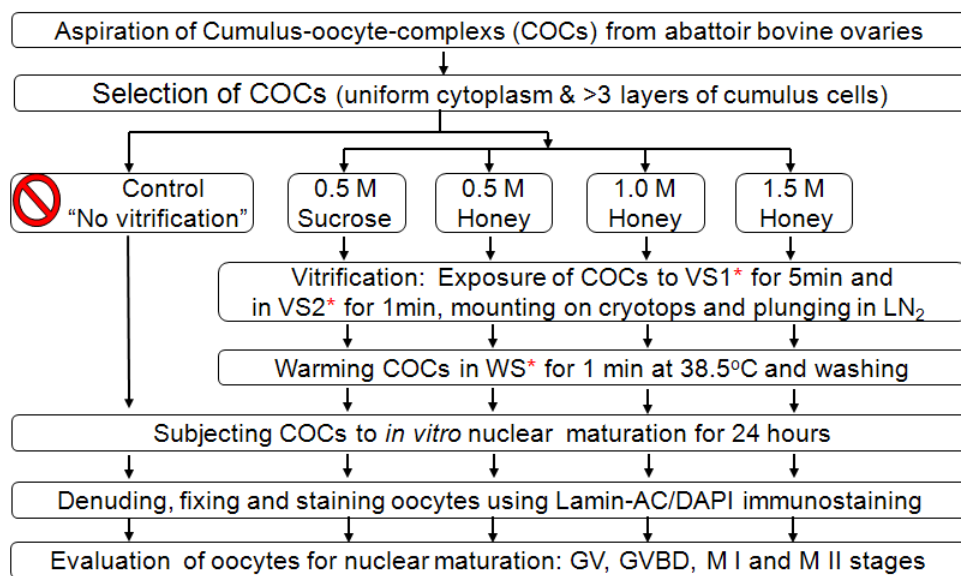 Aspiration of Cumulus-oocyte-complexs (COCs) from abattoir bovine ovaries
Selection of COCs (uniform cytoplasm & >3 layers of cumulus cells)
Control
“No vitrification”
0.5 M
Sucrose
0.5 M
Honey
1.0 M
Honey
1.5 M
Honey
Vitrification: Exposure of COCs to VS1* for 5min and
in VS2* for 1min, mounting on cryotops and plunging in LN₂
Warming COCs in WS* for 1 min at 38.5ºC and washing
Subjecting COCs to in vitro nuclear maturation for 24 hours
Denuding, fixing and staining oocytes using Lamin-AC/DAPI immunostaining
Evaluation of oocytes for nuclear maturation: GV, GVBD, M I and M II stages